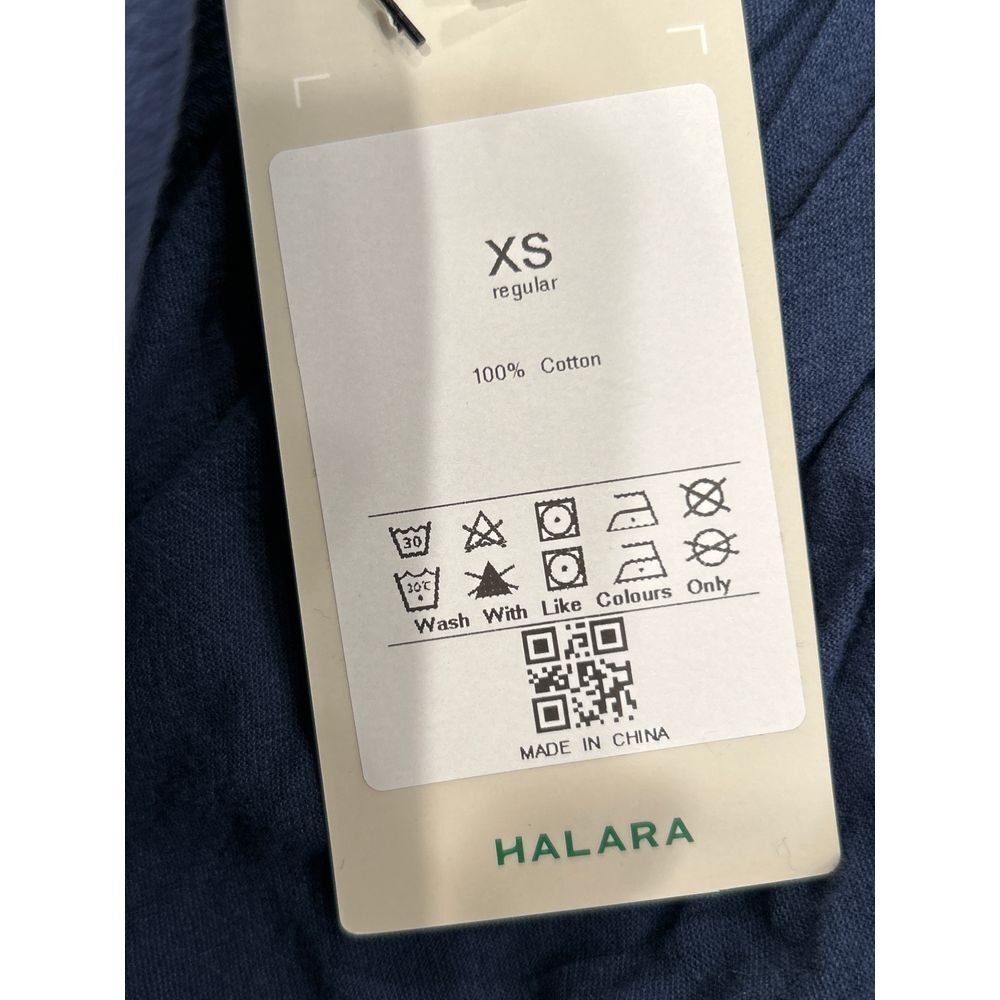 XS
regular
100% Cotton
30
30°C
Wash With Like Colours Only
MADE IN CHINA
HALARA